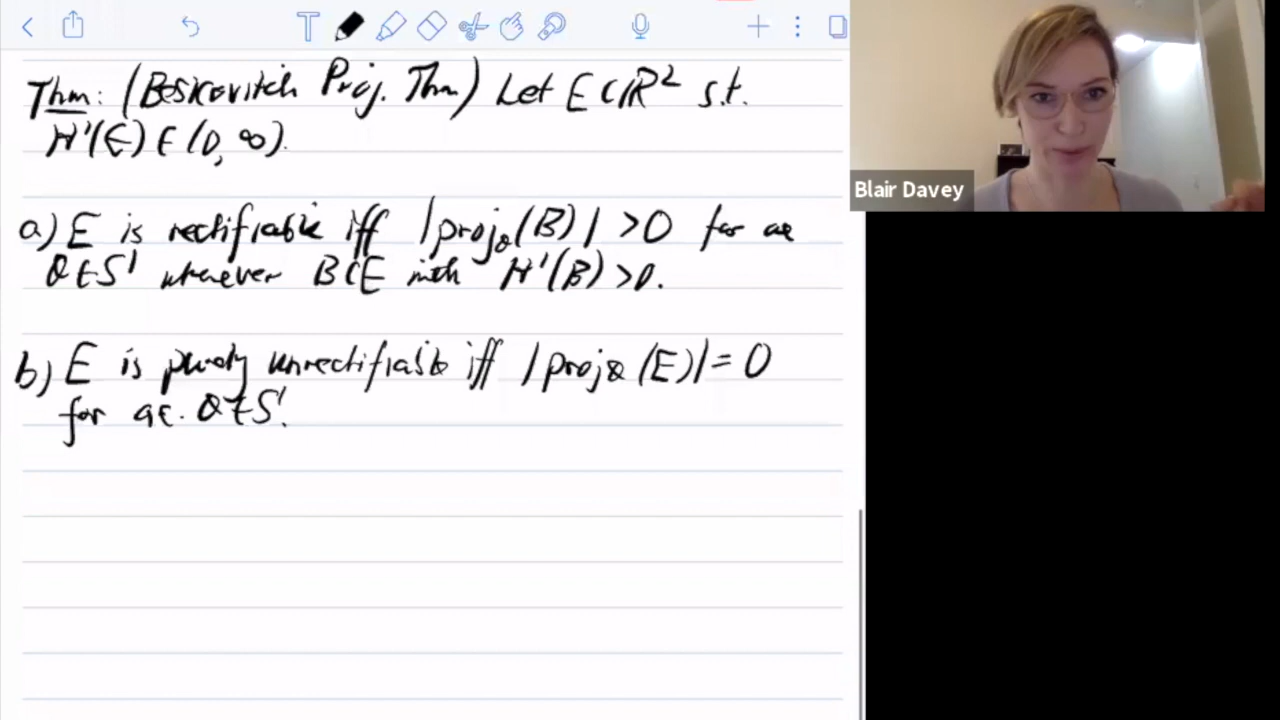 Thm: (Besicovitch Proj. Thm) Let E ⊂ ℝ² s.t.
H¹(E) ∈ (0, ∞).
a) E is rectifiable iff |proj_θ(B)| > 0 for ae
θ ∈ S¹ whenever B ⊂ E with H¹(B) > 0.
b) E is purely unrectifiable iff |proj_θ(E)| = 0
for a.e. θ ∈ S¹.
Blair Davey